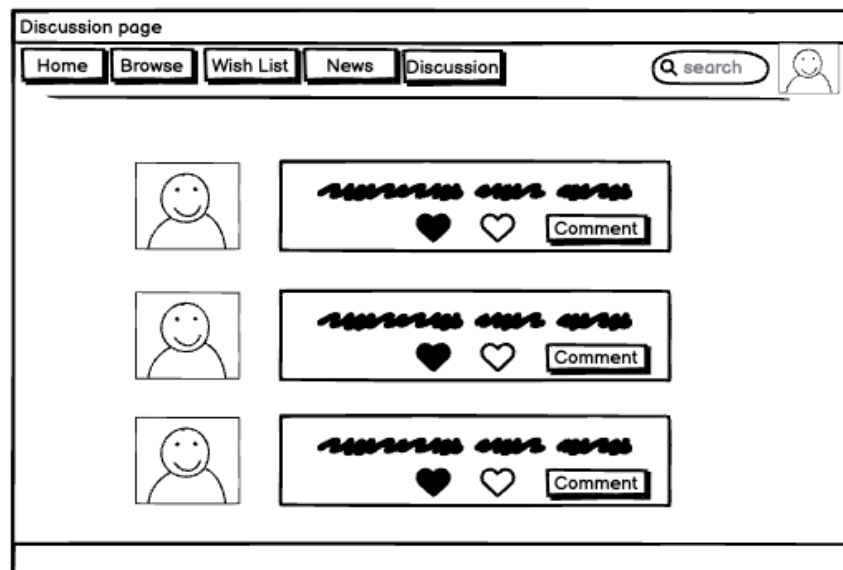 Discussion page
Home Browse Wish List News Discussion search
Comment
Comment
Comment